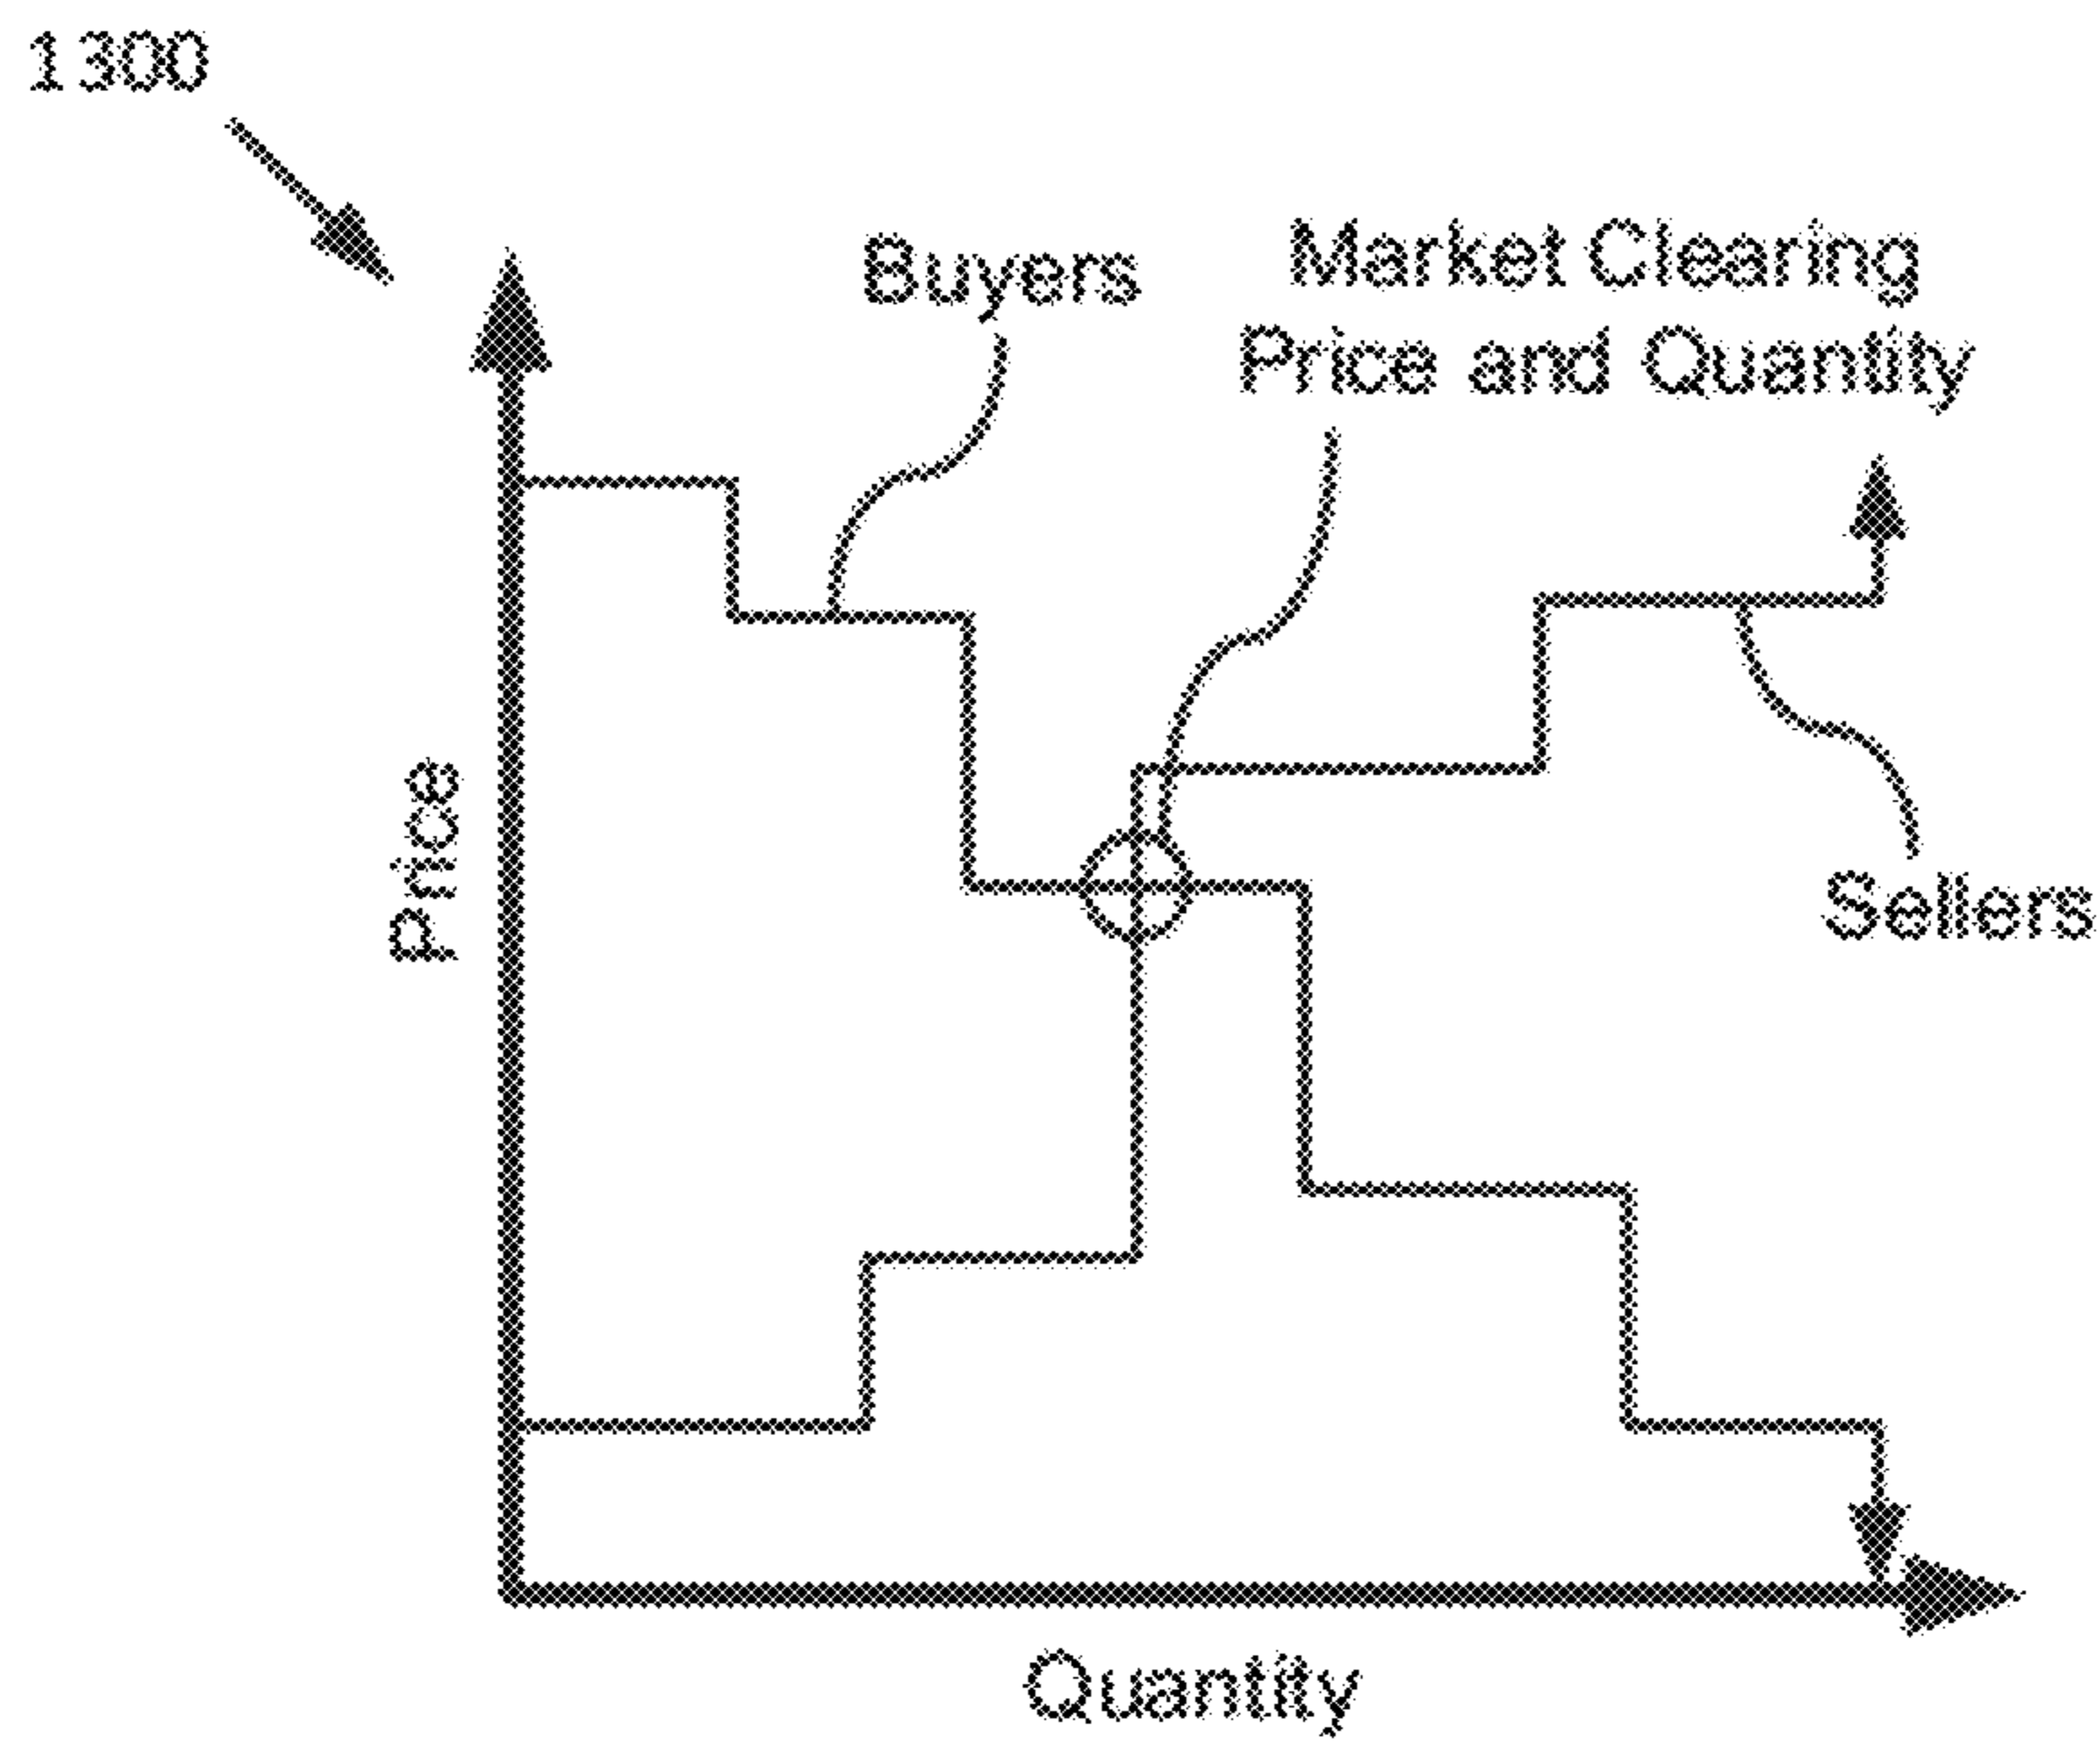 1300
Buyers
Market Clearing
Price and Quantity
Price
Sellers
Quantity